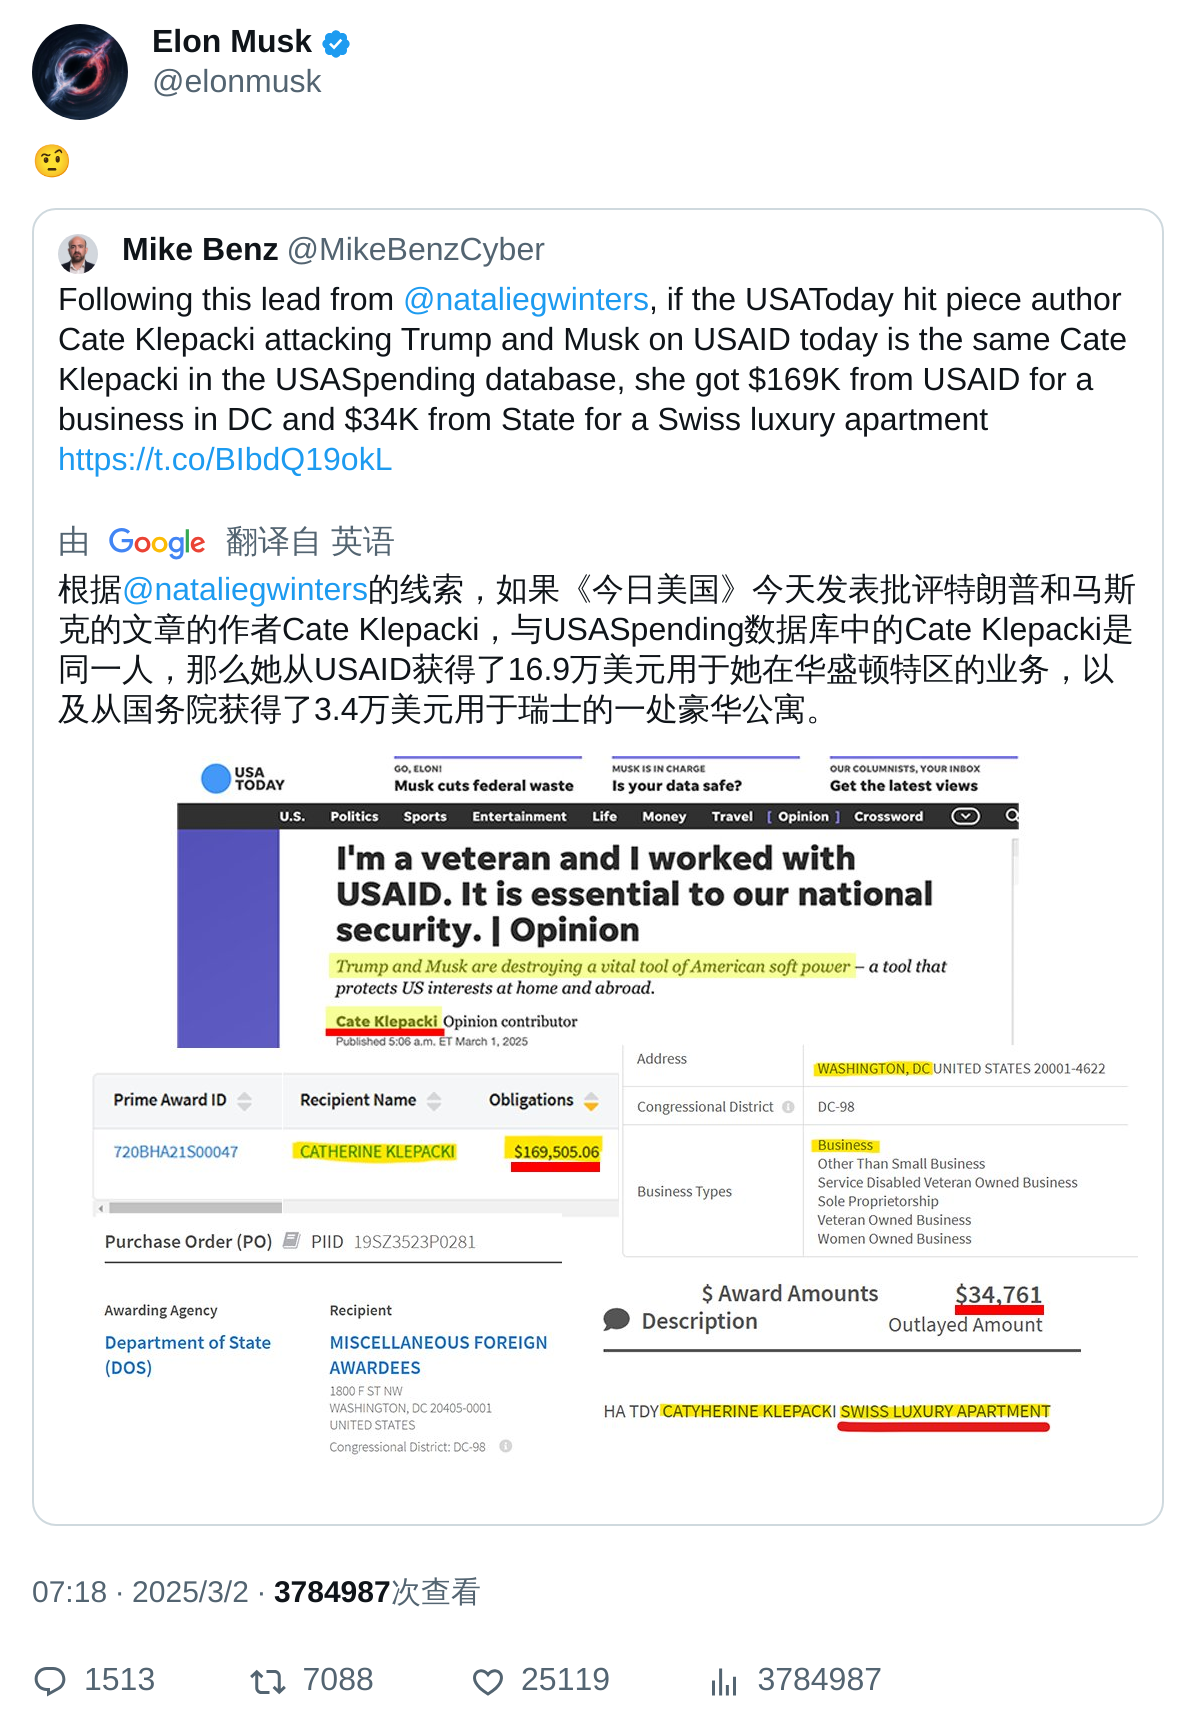 Elon Musk
@elonmusk
🤨
Mike Benz @MikeBenzCyber
Following this lead from @nataliegwinters, if the USAToday hit piece author
Cate Klepacki attacking Trump and Musk on USAID today is the same Cate
Klepacki in the USASpending database, she got $169K from USAID for a
business in DC and $34K from State for a Swiss luxury apartment
https://t.co/BIbdQ19okL
由 Google 翻译自 英语
根据@nataliegwinters的线索，如果《今日美国》今天发表批评特朗普和马斯
克的文章的作者Cate Klepacki，与USASpending数据库中的Cate Klepacki是
同一人，那么她从USAID获得了16.9万美元用于她在华盛顿特区的业务，以
及从国务院获得了3.4万美元用于瑞士的一处豪华公寓。
USA
TODAY
GO, ELON!
Musk cuts federal waste
MUSK IS IN CHARGE
Is your data safe?
OUR COLUMNISTS, YOUR INBOX
Get the latest views
U.S. Politics Sports Entertainment Life Money Travel [ Opinion ] Crossword
I'm a veteran and I worked with
USAID. It is essential to our national
security. | Opinion
Trump and Musk are destroying a vital tool of American soft power – a tool that
protects US interests at home and abroad.
Cate Klepacki Opinion contributor
Published 5:06 a.m. ET March 1, 2025
Prime Award ID Recipient Name Obligations
720BHA21S00047 CATHERINE KLEPACKI $169,505.06
Address WASHINGTON, DC UNITED STATES 20001-4622
Congressional District DC-98
Business Types
Business
Other Than Small Business
Service Disabled Veteran Owned Business
Sole Proprietorship
Veteran Owned Business
Women Owned Business
Purchase Order (PO) PIID 19SZ3523P0281
Awarding Agency
Department of State
(DOS)
Recipient
MISCELLANEOUS FOREIGN
AWARDEES
1800 F ST NW
WASHINGTON, DC 20405-0001
UNITED STATES
Congressional District: DC-98
$ Award Amounts $34,761
Description Outlayed Amount
HA TDY CATYHERINE KLEPACKI SWISS LUXURY APARTMENT
07:18 · 2025/3/2 · 3784987次查看
1513 7088 25119 3784987